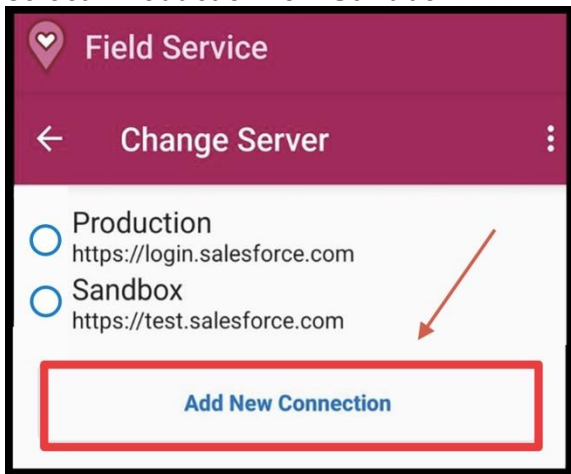 Field Service
Change Server
Production
https://login.salesforce.com
Sandbox
https://test.salesforce.com
Add New Connection